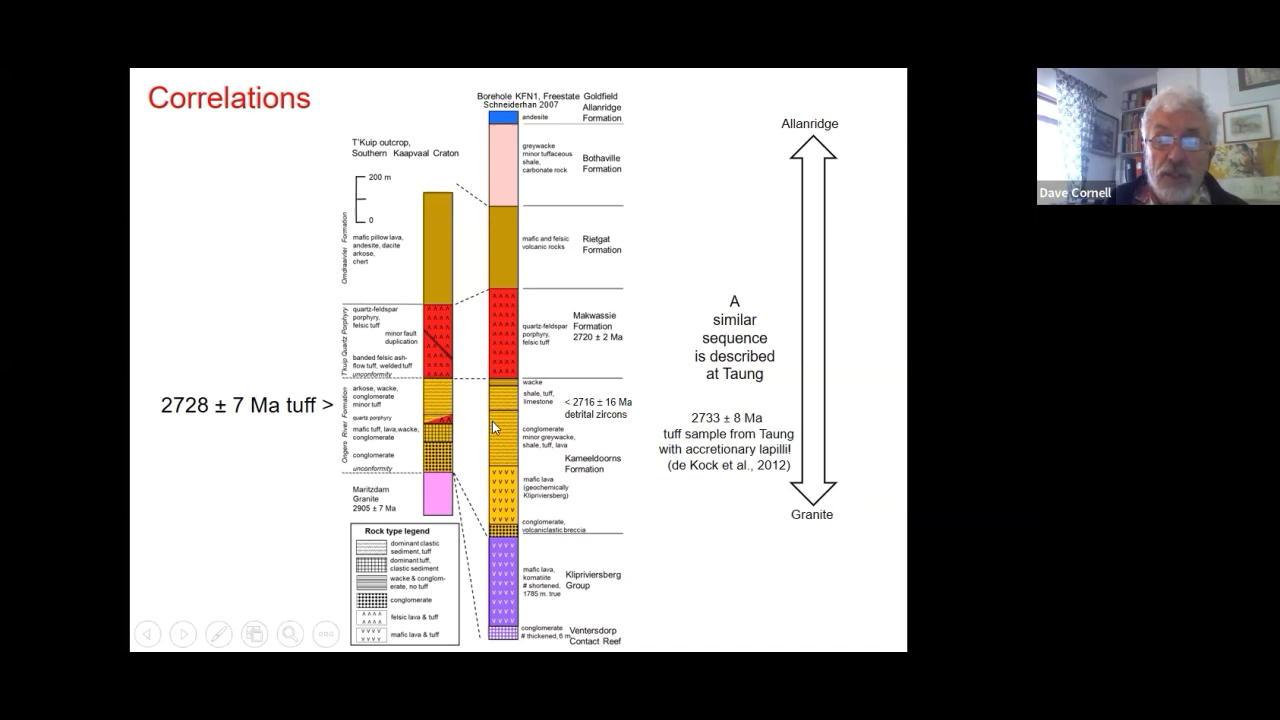 Correlations
Borehole KFN1, Freestate Goldfield
Schneiderhan 2007
Allanridge
Formation
andesite
greywacke
minor tuffaceous
shale,
carbonate rock
Bothaville
Formation
mafic and felsic
volcanic rocks
Rietgat
Formation
quartz-feldspar
porphyry,
felsic tuff
Makwassie
Formation
2720 ± 2 Ma
wacke
shale, tuff,
limestone
< 2716 ± 16 Ma
detrital zircons
conglomerate
minor greywacke,
shale, tuff, lava
Kameeldoorns
Formation
mafic lava
(geochemically
Klipriviersberg)
conglomerate,
volcaniclastic breccia
mafic lava,
komatiite
# shortened,
1785 m. true
Klipriviersberg
Group
conglomerate
# thickened, 6 m
Ventersdorp
Contact Reef
T'Kuip outcrop,
Southern Kaapvaal Craton
200 m
0
Omdraaivlei Formation
mafic pillow lava,
andesite, dacite
arkose,
chert
T'kuip Quartz Porphyry
quartz-feldspar
porphyry,
felsic tuff
minor fault
duplication
banded felsic ash-
flow tuff, welded tuff
unconformity
Ongers River Formation
arkose, wacke,
conglomerate
minor tuff
quartz porphyry
mafic tuff, lava,wacke,
conglomerate
conglomerate
unconformity
Maritzdam
Granite
2905 ± 7 Ma
2728 ± 7 Ma tuff >
Rock type legend
dominant clastic
sediment, tuff
dominant tuff,
clastic sediment
wacke & conglom-
erate, no tuff
conglomerate
felsic lava & tuff
mafic lava & tuff
Allanridge
A
similar
sequence
is described
at Taung
2733 ± 8 Ma
tuff sample from Taung
with accretionary lapilli!
(de Kock et al., 2012)
Granite
Dave Cornell